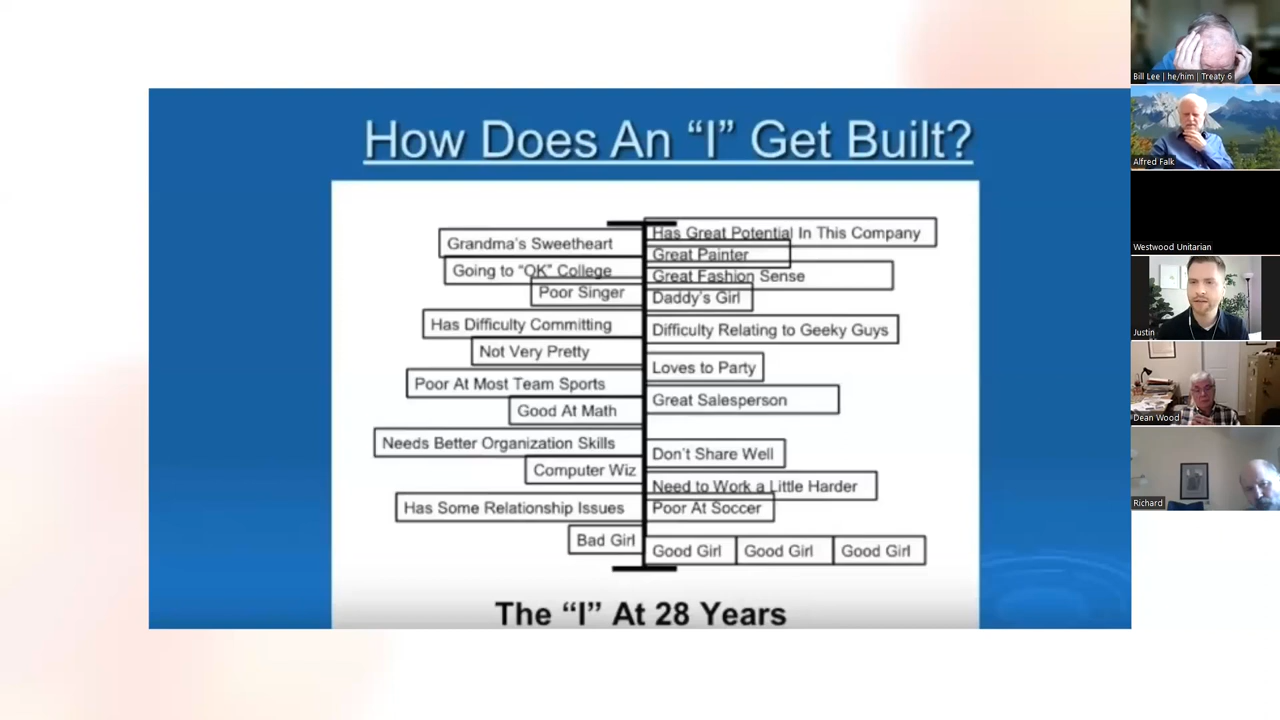 How Does An “I” Get Built?
Grandma’s Sweetheart
Going to “OK” College
Poor Singer
Has Difficulty Committing
Not Very Pretty
Poor At Most Team Sports
Good At Math
Needs Better Organization Skills
Computer Wiz
Has Some Relationship Issues
Bad Girl
Has Great Potential In This Company
Great Painter
Great Fashion Sense
Daddy’s Girl
Difficulty Relating to Geeky Guys
Loves to Party
Great Salesperson
Don’t Share Well
Need to Work a Little Harder
Poor At Soccer
Good Girl Good Girl Good Girl
The “I” At 28 Years
Bill Lee | he/him | Treaty 6
Alfred Falk
Westwood Unitarian
Justin
Dean Wood
Richard